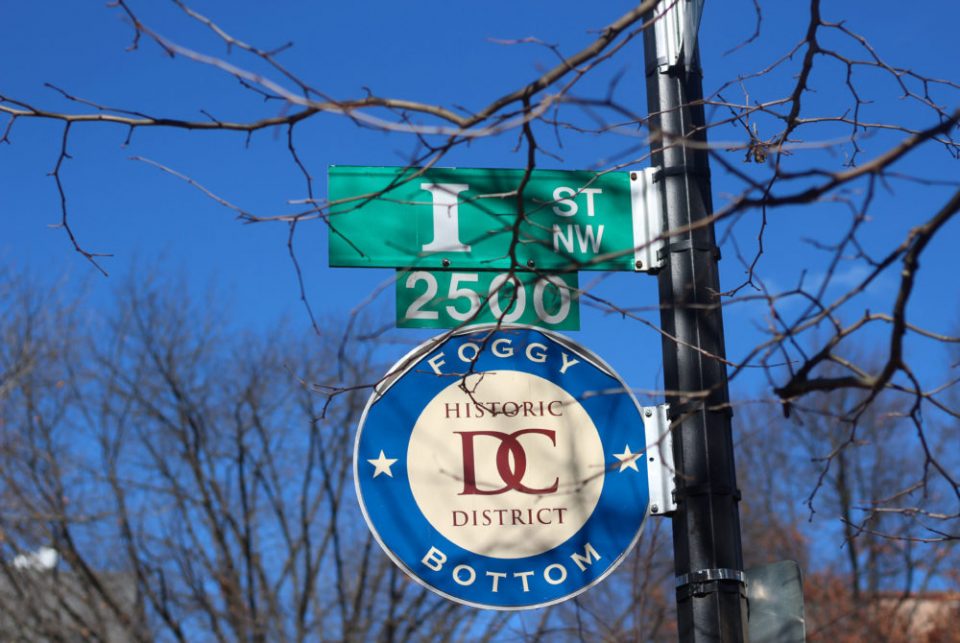 I ST
NW
2500
FOGGY
HISTORIC
DC
DISTRICT
BOTTOM